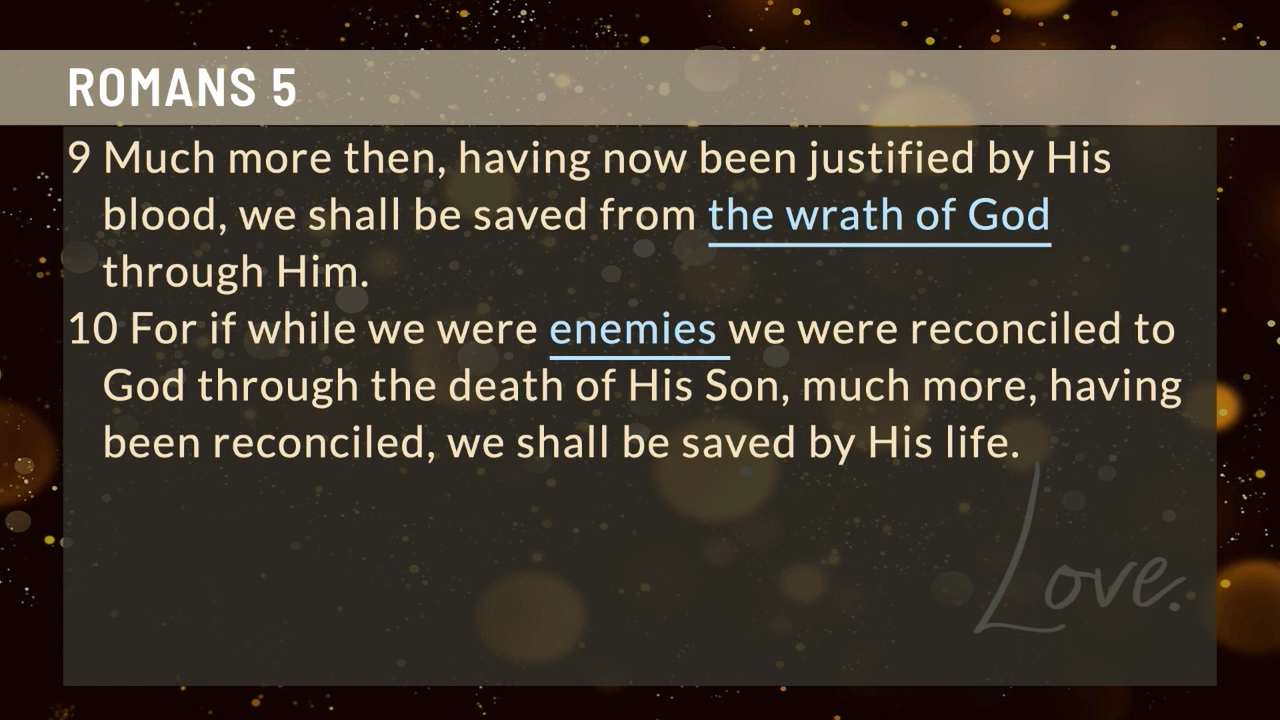 ROMANS 5
9 Much more then, having now been justified by His
blood, we shall be saved from the wrath of God
through Him.
10 For if while we were enemies we were reconciled to
God through the death of His Son, much more, having
been reconciled, we shall be saved by His life.
Love.